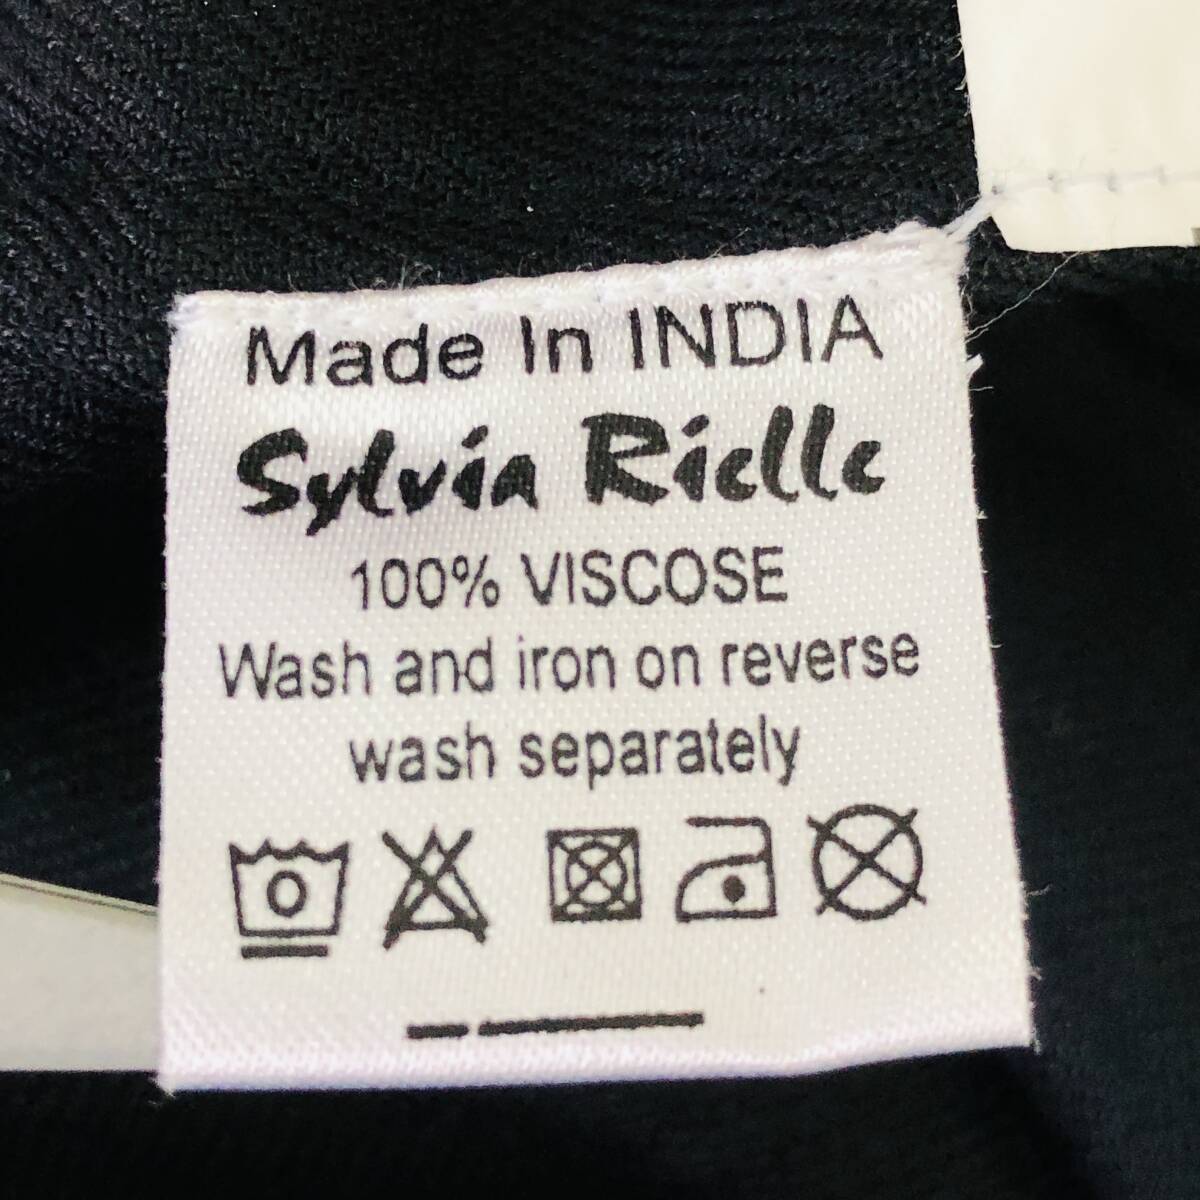 Made In INDIA
Sylvia Rielle
100% VISCOSE
Wash and iron on reverse
wash separately